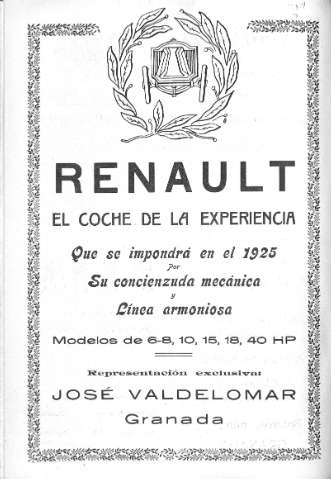 RENAULT
EL COCHE DE LA EXPERIENCIA
Que se impondrá en el 1925
por
Su concienzuda mecánica
y
Línea armoniosa
Modelos de 6-8, 10, 15, 18, 40 HP
Representación exclusiva:
JOSÉ VALDELOMAR
Granada